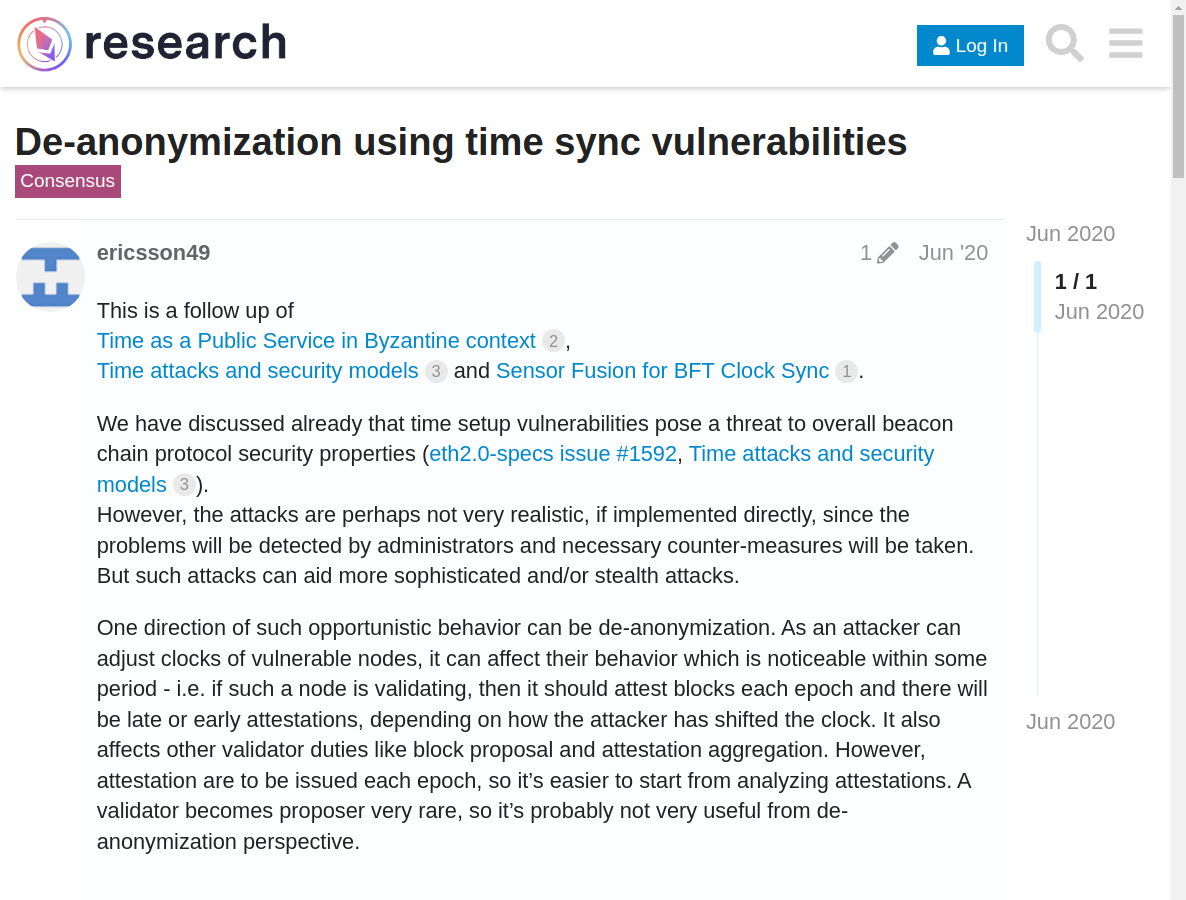 research
Log In
De-anonymization using time sync vulnerabilities
Consensus
ericsson49
1
Jun '20
Jun 2020
1 / 1
Jun 2020
This is a follow up of
Time as a Public Service in Byzantine context 2,
Time attacks and security models 3 and Sensor Fusion for BFT Clock Sync 1.
We have discussed already that time setup vulnerabilities pose a threat to overall beacon
chain protocol security properties (eth2.0-specs issue #1592, Time attacks and security
models 3).
However, the attacks are perhaps not very realistic, if implemented directly, since the
problems will be detected by administrators and necessary counter-measures will be taken.
But such attacks can aid more sophisticated and/or stealth attacks.
One direction of such opportunistic behavior can be de-anonymization. As an attacker can
adjust clocks of vulnerable nodes, it can affect their behavior which is noticeable within some
period - i.e. if such a node is validating, then it should attest blocks each epoch and there will
be late or early attestations, depending on how the attacker has shifted the clock. It also
affects other validator duties like block proposal and attestation aggregation. However,
attestation are to be issued each epoch, so it’s easier to start from analyzing attestations. A
validator becomes proposer very rare, so it’s probably not very useful from de-
anonymization perspective.
Jun 2020